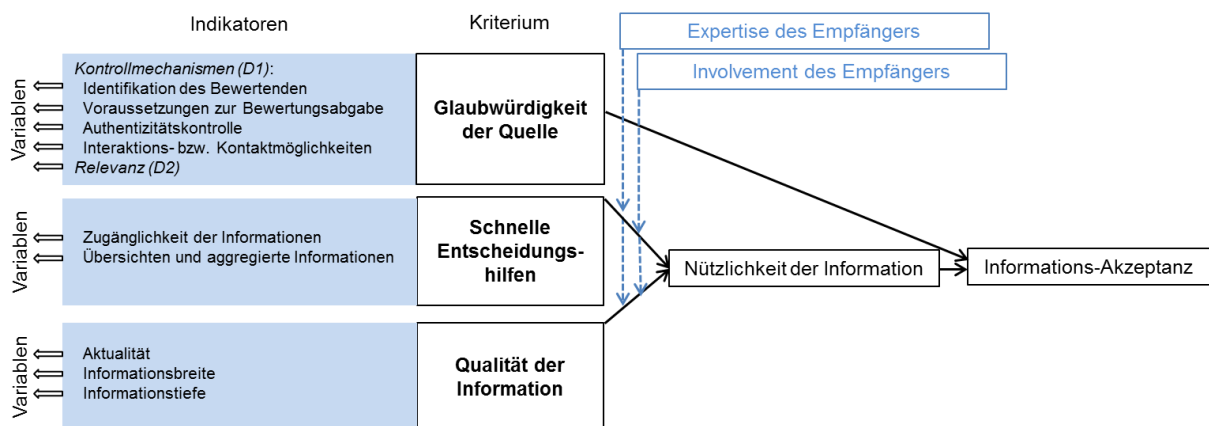 Indikatoren
Kriterium
Expertise des Empfängers
Involvement des Empfängers
Variablen
Kontrollmechanismen (D1):
Identifikation des Bewertenden
Voraussetzungen zur Bewertungsabgabe
Authentizitätskontrolle
Interaktions- bzw. Kontaktmöglichkeiten
Relevanz (D2)
Glaubwürdigkeit
der Quelle
Variablen
Zugänglichkeit der Informationen
Übersichten und aggregierte Informationen
Schnelle
Entscheidungs-
hilfen
Nützlichkeit der Information
Informations-Akzeptanz
Variablen
Aktualität
Informationsbreite
Informationstiefe
Qualität der
Information